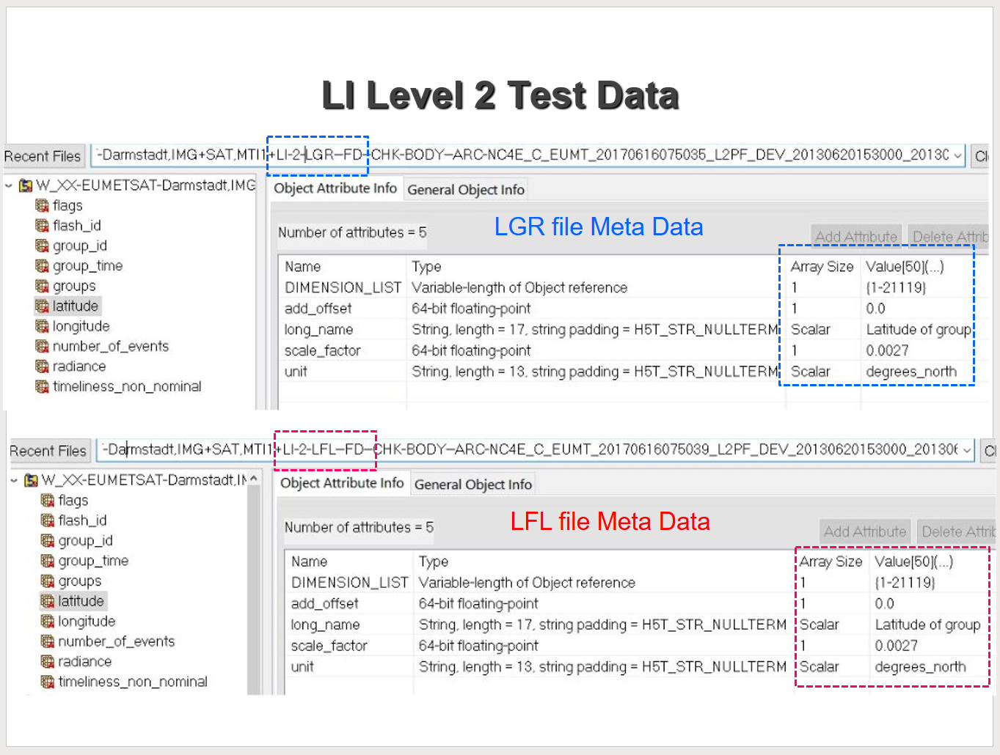 LI Level 2 Test Data
Recent Files
-Darmstadt,IMG+SAT,MTI1+LI-2-LGR--FD--CHK-BODY--ARC-NC4E_C_EUMT_20170616075035_L2PF_DEV_20130620153000_2013
W_XX-EUMETSAT-Darmstadt,IMG
flags
flash_id
group_id
group_time
groups
latitude
longitude
number_of_events
radiance
timeliness_non_nominal
Object Attribute Info General Object Info
Number of attributes = 5
LGR file Meta Data
Add Attribute Delete Attrib
Name Type Array Size Value[50](...)
DIMENSION_LIST Variable-length of Object reference 1 {1-21119}
add_offset 64-bit floating-point 1 0.0
long_name String, length = 17, string padding = H5T_STR_NULLTERM Scalar Latitude of group
scale_factor 64-bit floating-point 1 0.0027
unit String, length = 13, string padding = H5T_STR_NULLTERM Scalar degrees_north
Recent Files
-Darmstadt,IMG+SAT,MTI1+LI-2-LFL--FD--CHK-BODY--ARC-NC4E_C_EUMT_20170616075039_L2PF_DEV_20130620153000_20130
W_XX-EUMETSAT-Darmstadt,IM
flags
flash_id
group_id
group_time
groups
latitude
longitude
number_of_events
radiance
timeliness_non_nominal
Object Attribute Info General Object Info
Number of attributes = 5
LFL file Meta Data
Add Attribute Delete Attrib
Name Type Array Size Value[50](...)
DIMENSION_LIST Variable-length of Object reference 1 {1-21119}
add_offset 64-bit floating-point 1 0.0
long_name String, length = 17, string padding = H5T_STR_NULLTERM Scalar Latitude of group
scale_factor 64-bit floating-point 1 0.0027
unit String, length = 13, string padding = H5T_STR_NULLTERM Scalar degrees_north